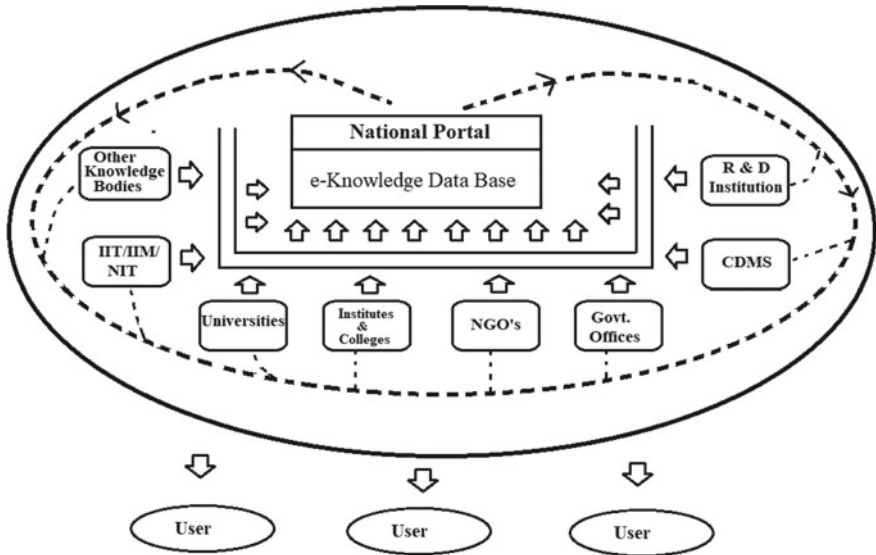 National Portal
e-Knowledge Data Base
Other
Knowledge
Bodies
R & D
Institution
IIT/IIM/
NIT
CDMS
Universities
Institutes
&
Colleges
NGO's
Govt.
Offices
User
User
User